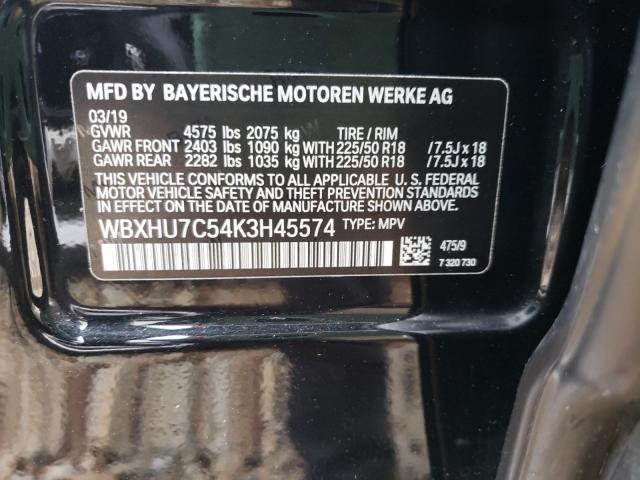 MFD BY BAYERISCHE MOTOREN WERKE AG
03/19
GVWR 4575 lbs 2075 kg TIRE / RIM
GAWR FRONT 2403 lbs 1090 kg WITH 225/50 R18 /7.5J x 18
GAWR REAR 2282 lbs 1035 kg WITH 225/50 R18 /7.5J x 18
THIS VEHICLE CONFORMS TO ALL APPLICABLE U. S. FEDERAL
MOTOR VEHICLE SAFETY AND THEFT PREVENTION STANDARDS
IN EFFECT ON THE DATE OF MANUFACTURE SHOWN ABOVE.
WBXHU7C54K3H45574 TYPE: MPV
475/9
7 320 730